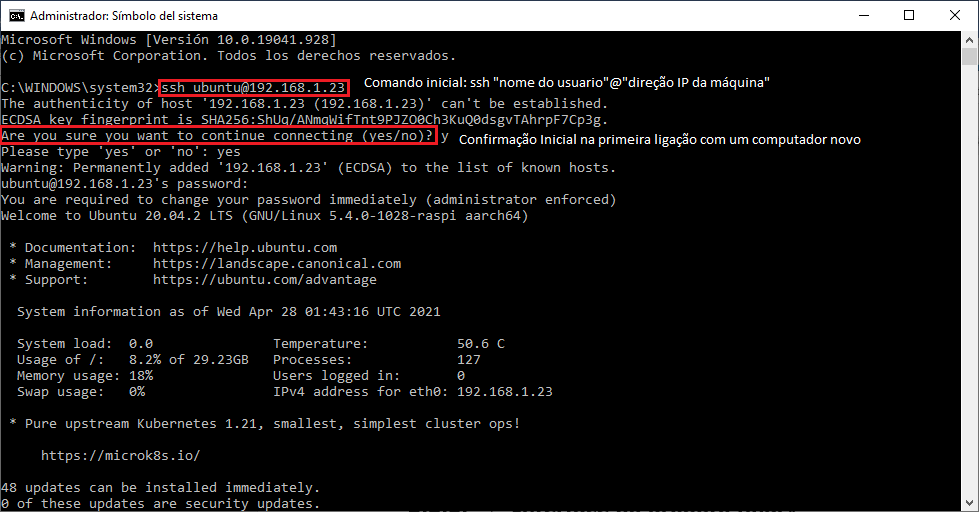 Administrador: Símbolo del sistema
Microsoft Windows [Versión 10.0.19041.928]
(c) Microsoft Corporation. Todos los derechos reservados.
C:\WINDOWS\system32>ssh ubuntu@192.168.1.23 Comando inicial: ssh "nome do usuario"@"direção IP da máquina"
The authenticity of host '192.168.1.23 (192.168.1.23)' can't be established.
ECDSA key fingerprint is SHA256:ShUg/ANmqWifTnt9PJZO0Ch3KuQ0dsgvTAhrpF7Cp3g.
Are you sure you want to continue connecting (yes/no)? y Confirmação Inicial na primeira ligação com um computador novo
Please type 'yes' or 'no': yes
Warning: Permanently added '192.168.1.23' (ECDSA) to the list of known hosts.
ubuntu@192.168.1.23's password:
You are required to change your password immediately (administrator enforced)
Welcome to Ubuntu 20.04.2 LTS (GNU/Linux 5.4.0-1028-raspi aarch64)
* Documentation: https://help.ubuntu.com
* Management: https://landscape.canonical.com
* Support: https://ubuntu.com/advantage
System information as of Wed Apr 28 01:43:16 UTC 2021
System load: 0.0 Temperature: 50.6 C
Usage of /: 8.2% of 29.23GB Processes: 127
Memory usage: 18% Users logged in: 0
Swap usage: 0% IPv4 address for eth0: 192.168.1.23
* Pure upstream Kubernetes 1.21, smallest, simplest cluster ops!
https://microk8s.io/
48 updates can be installed immediately.
0 of these updates are security updates.